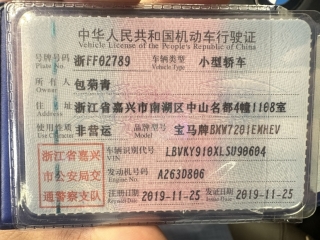 中华人民共和国机动车行驶证
Vehicle License of the People's Republic of China
号牌号码 浙FF02789 车辆类型 小型轿车
Plate No. Vehicle Type
所有人 包菊青
Owner
住址 浙江省嘉兴市南湖区中山名都4幢1108室
Address
使用性质 非营运 品牌型号 宝马牌BMW7201EMHEV
Use Character Model
浙江省嘉兴市公安局交通警察支队
车辆识别代号 LBVKY9103LSU90604
VIN
发动机号码 A263D806
Engine No.
注册日期 2019-11-25 发证日期 2019-11-25
Register Date Issue Date